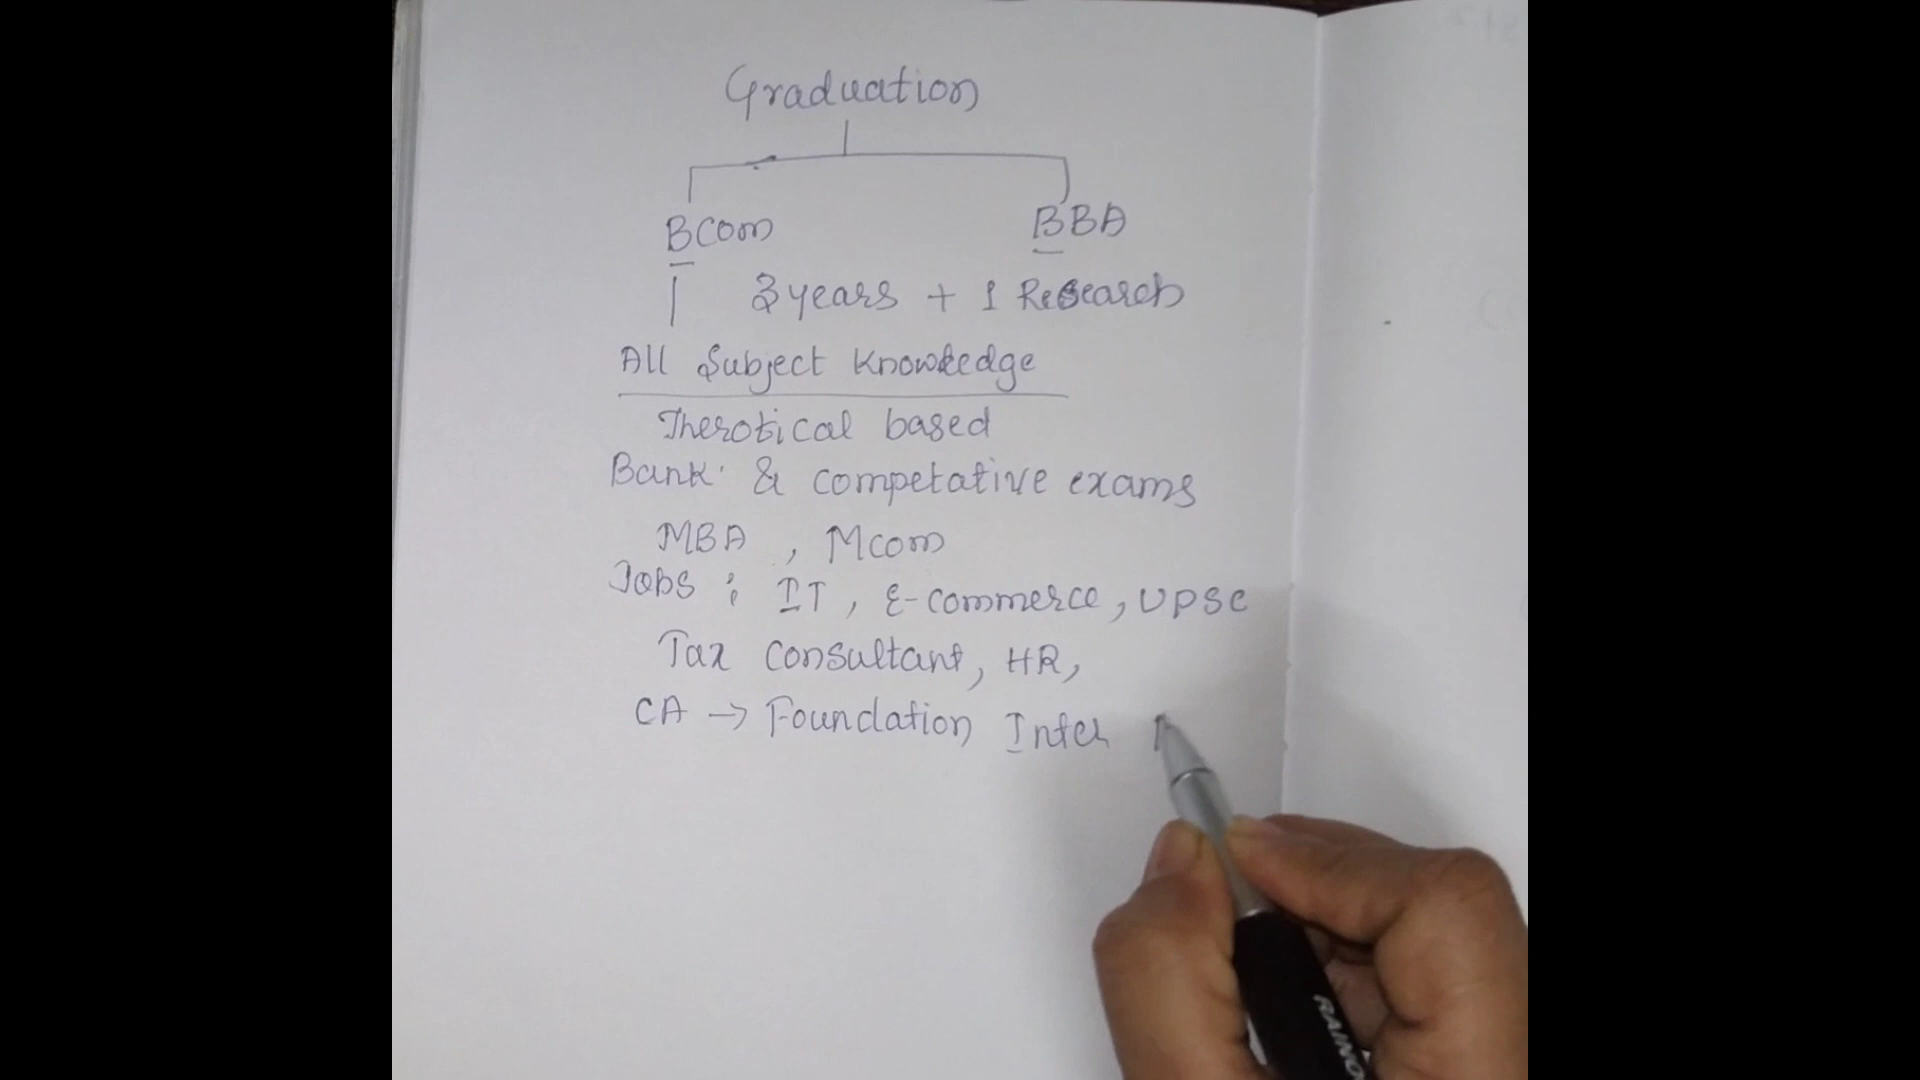 Graduation
Bcom BBA
3 years + 1 Research
All Subject Knowledge
Therotical based
Bank & competative exams
MBA , Mcom
Jobs : IT, E-commerce, UPSC
Tax consultant, HR,
CA → Foundation Inter
RAINO